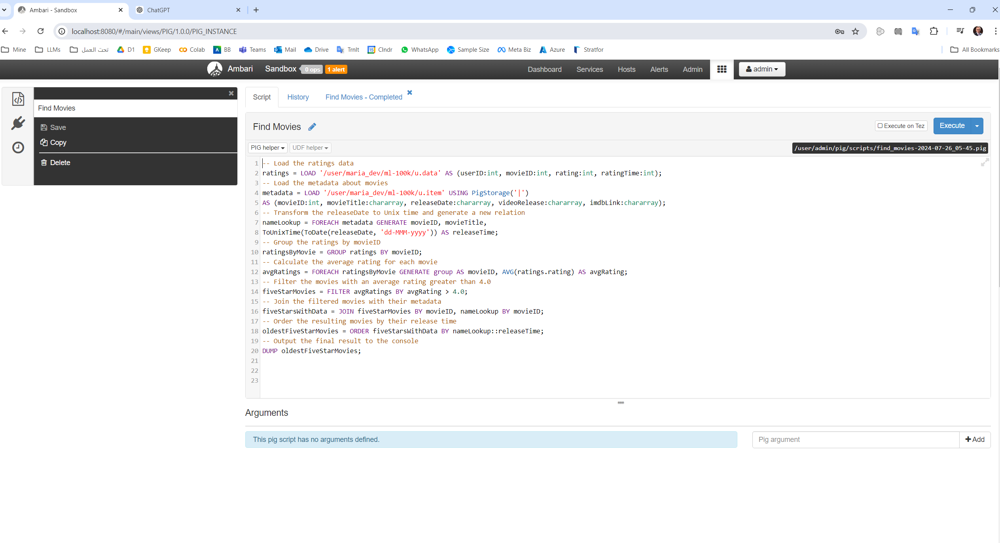 Ambari - Sandbox
ChatGPT
localhost:8080/#/main/views/PIG/1.0.0/PIG_INSTANCE
Mine LLMs تحت العمل D1 GKeep Colab BB Teams Mail Drive Trnlt Clndr WhatsApp Sample Size Meta Biz Azure Stratfor All Bookmarks
Ambari Sandbox 0 ops 1 alert Dashboard Services Hosts Alerts Admin admin
Script History Find Movies - Completed
Find Movies
Save
Copy
Delete
Find Movies Execute on Tez Execute
PIG helper UDF helper /user/admin/pig/scripts/find_movies-2024-07-26_05-45.pig
1 -- Load the ratings data
2 ratings = LOAD '/user/maria_dev/ml-100k/u.data' AS (userID:int, movieID:int, rating:int, ratingTime:int);
3 -- Load the metadata about movies
4 metadata = LOAD '/user/maria_dev/ml-100k/u.item' USING PigStorage('|')
5 AS (movieID:int, movieTitle:chararray, releaseDate:chararray, videoRelease:chararray, imdbLink:chararray);
6 -- Transform the releaseDate to Unix time and generate a new relation
7 nameLookup = FOREACH metadata GENERATE movieID, movieTitle,
8 ToUnixTime(ToDate(releaseDate, 'dd-MMM-yyyy')) AS releaseTime;
9 -- Group the ratings by movieID
10 ratingsByMovie = GROUP ratings BY movieID;
11 -- Calculate the average rating for each movie
12 avgRatings = FOREACH ratingsByMovie GENERATE group AS movieID, AVG(ratings.rating) AS avgRating;
13 -- Filter the movies with an average rating greater than 4.0
14 fiveStarMovies = FILTER avgRatings BY avgRating > 4.0;
15 -- Join the filtered movies with their metadata
16 fiveStarsWithData = JOIN fiveStarMovies BY movieID, nameLookup BY movieID;
17 -- Order the resulting movies by their release time
18 oldestFiveStarMovies = ORDER fiveStarsWithData BY nameLookup::releaseTime;
19 -- Output the final result to the console
20 DUMP oldestFiveStarMovies;
21
22
23
Arguments
This pig script has no arguments defined.
Pig argument Add